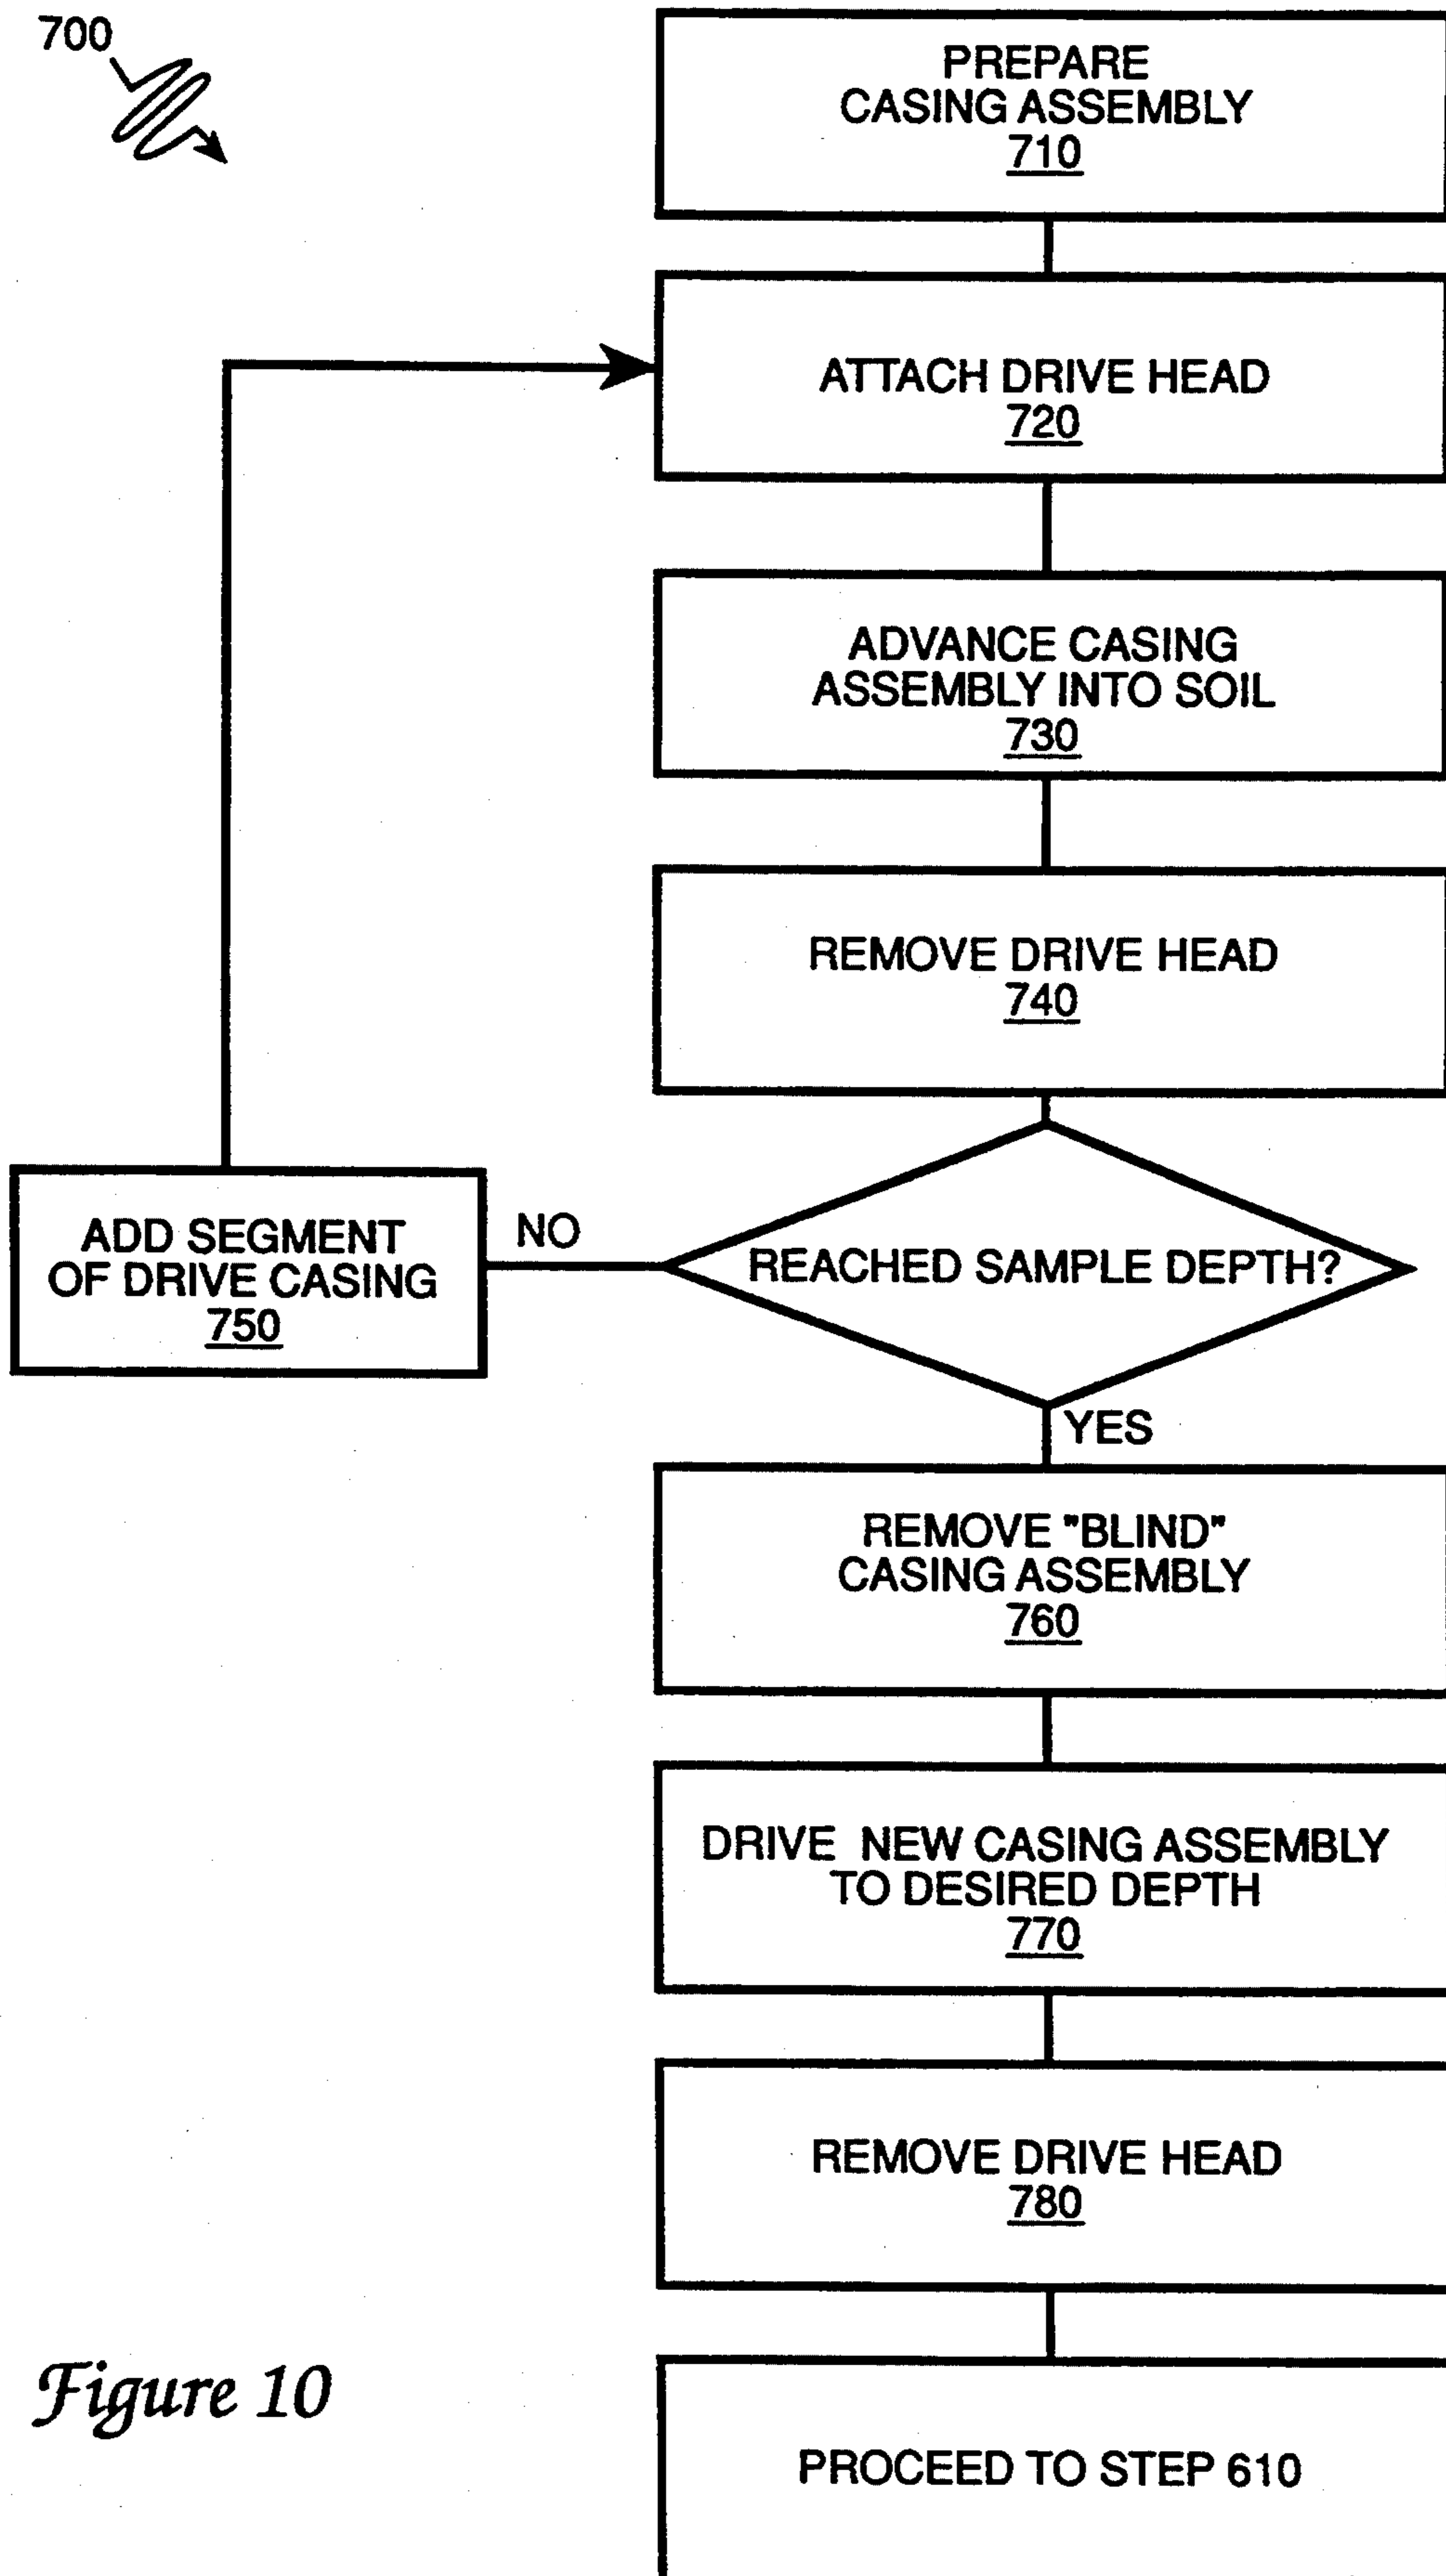 700
PREPARE
CASING ASSEMBLY
710
ATTACH DRIVE HEAD
720
ADVANCE CASING
ASSEMBLY INTO SOIL
730
REMOVE DRIVE HEAD
740
REACHED SAMPLE DEPTH?
NO
ADD SEGMENT
OF DRIVE CASING
750
YES
REMOVE "BLIND"
CASING ASSEMBLY
760
DRIVE NEW CASING ASSEMBLY
TO DESIRED DEPTH
770
REMOVE DRIVE HEAD
780
PROCEED TO STEP 610
Figure 10